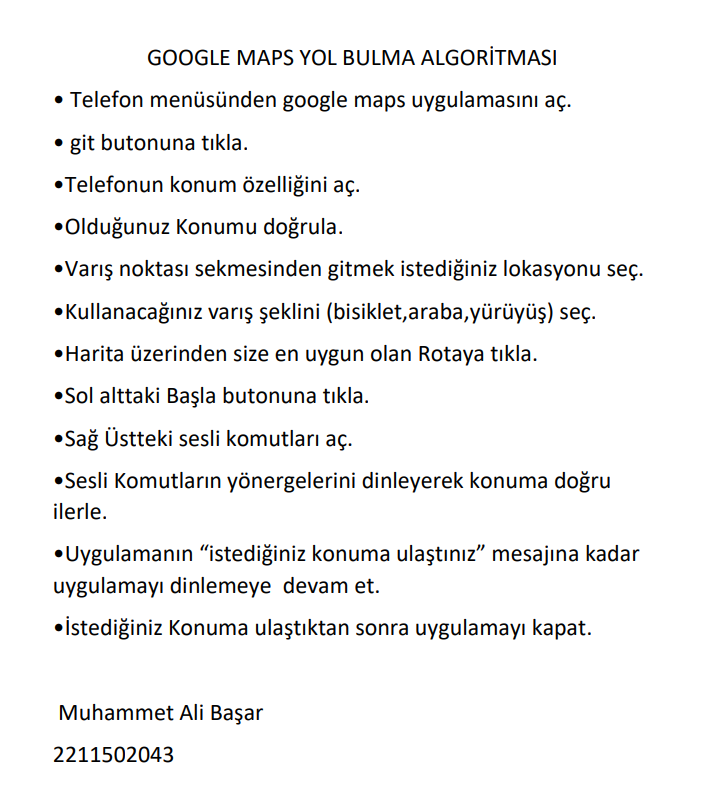 GOOGLE MAPS YOL BULMA ALGORİTMASI
• Telefon menüsünden google maps uygulamasını aç.
• git butonuna tıkla.
•Telefonun konum özelliğini aç.
•Olduğunuz Konumu doğrula.
•Varış noktası sekmesinden gitmek istediğiniz lokasyonu seç.
•Kullanacağınız varış şeklini (bisiklet,araba,yürüyüş) seç.
•Harita üzerinden size en uygun olan Rotaya tıkla.
•Sol alttaki Başla butonuna tıkla.
•Sağ Üstteki sesli komutları aç.
•Sesli Komutların yönergelerini dinleyerek konuma doğru
ilerle.
•Uygulamanın “istediğiniz konuma ulaştınız” mesajına kadar
uygulamayı dinlemeye  devam et.
•İstediğiniz Konuma ulaştıktan sonra uygulamayı kapat.
Muhammet Ali Başar
2211502043